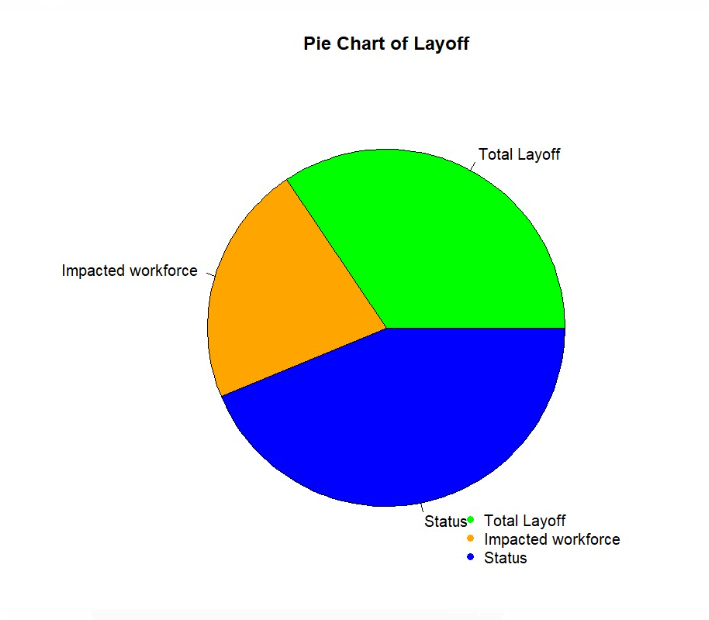 Pie Chart of Layoff
Total Layoff
Impacted workforce
Status
Total Layoff
Impacted workforce
Status